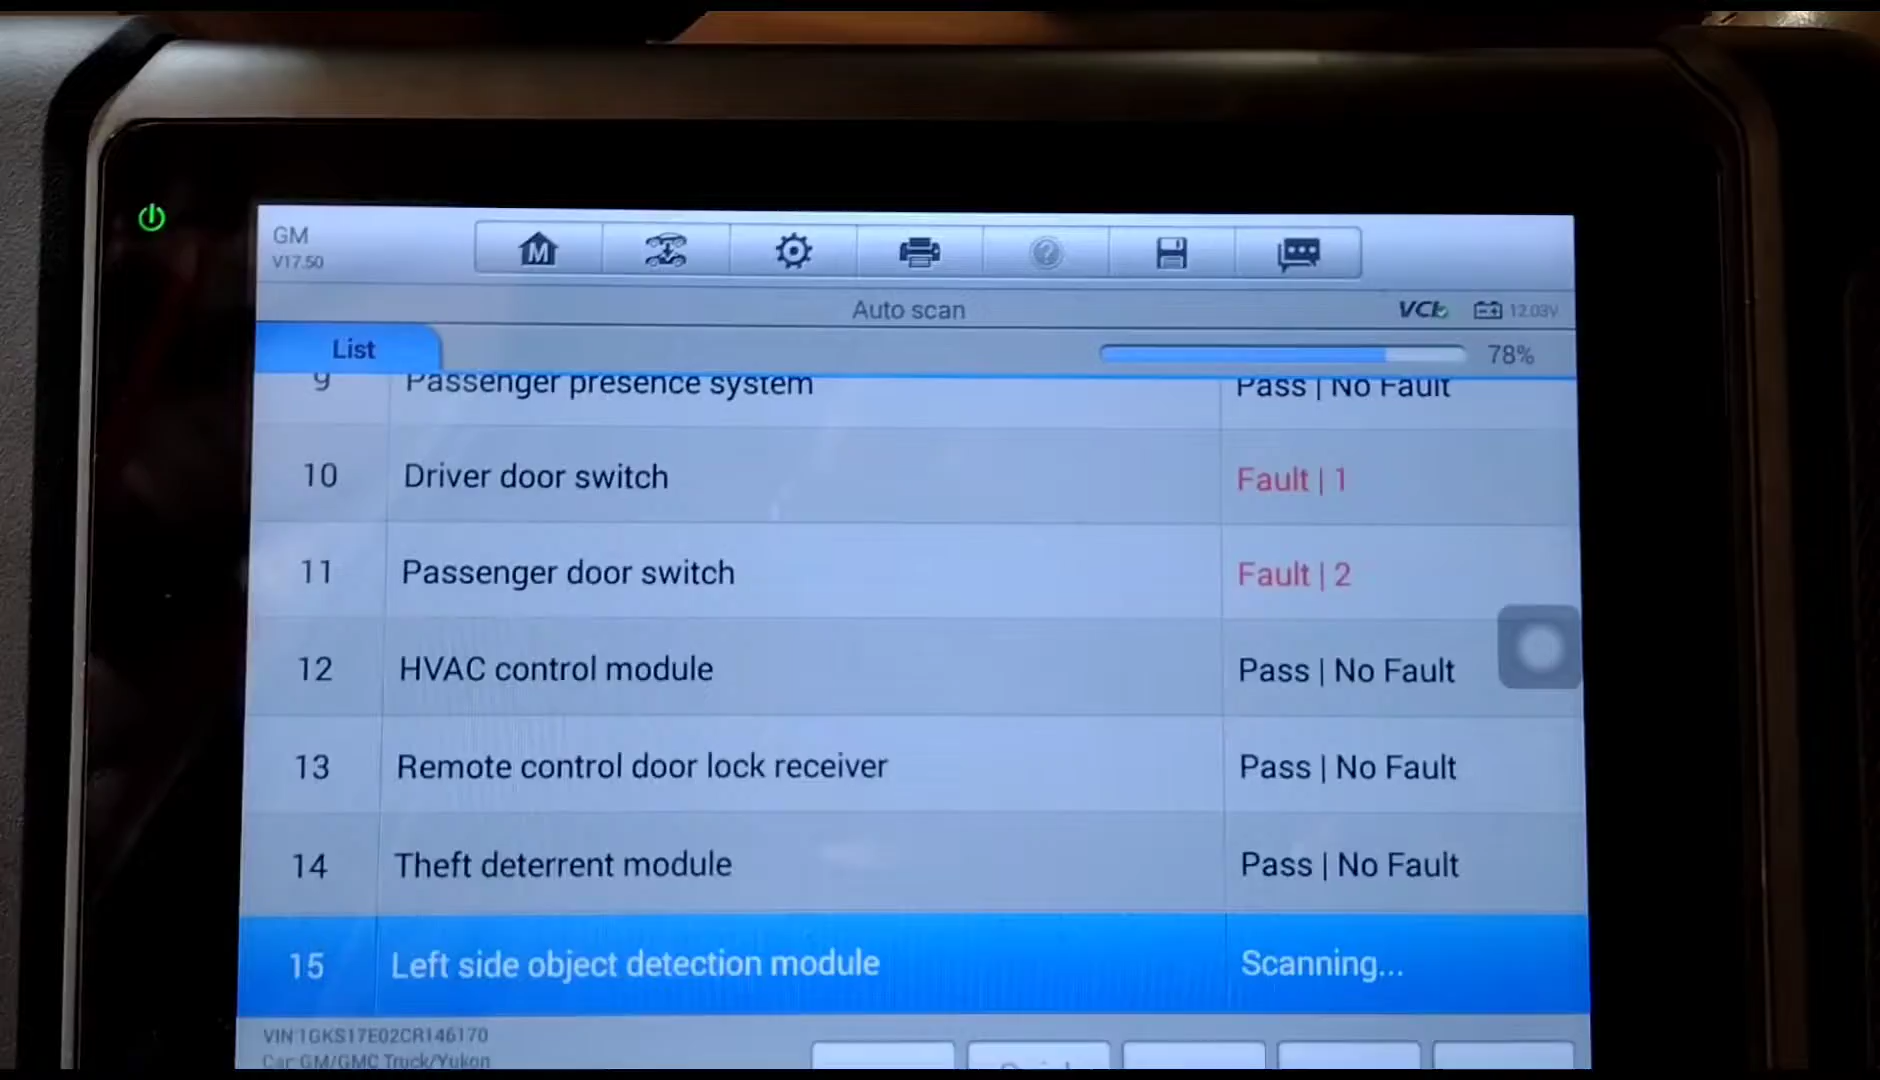 GM
V17.50
M
Auto scan
VCI
12.03V
List
78%
9 Passenger presence system Pass | No Fault
10 Driver door switch Fault | 1
11 Passenger door switch Fault | 2
12 HVAC control module Pass | No Fault
13 Remote control door lock receiver Pass | No Fault
14 Theft deterrent module Pass | No Fault
15 Left side object detection module Scanning...
VIN:1GKS17E02CR146170
Car:GM/GMC Truck/Yukon